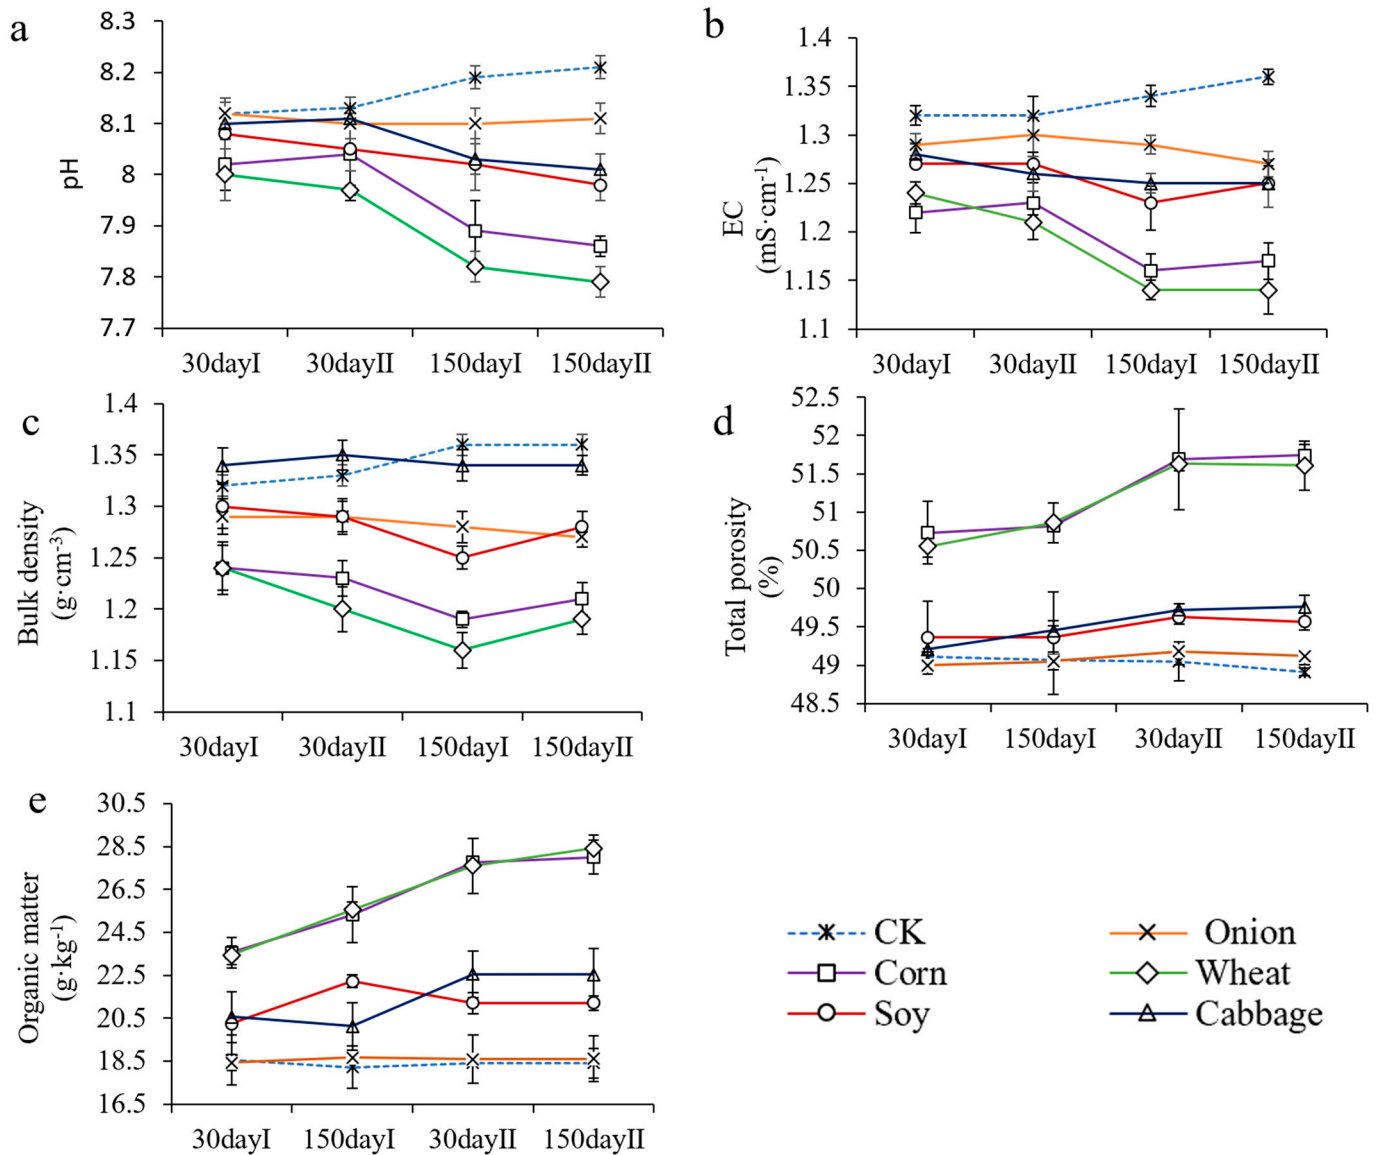 a
8.3
8.2
8.1
8
7.9
7.8
7.7
pH
30dayI 30dayII 150dayI 150dayII
b
1.4
1.35
1.3
1.25
1.2
1.15
1.1
EC
(mS·cm-1)
30dayI 30dayII 150dayI 150dayII
c
1.4
1.35
1.3
1.25
1.2
1.15
1.1
Bulk density
(g·cm-3)
30dayI 30dayII 150dayI 150dayII
d
52.5
52
51.5
51
50.5
50
49.5
49
48.5
Total porosity
(%)
30dayI 150dayI 30dayII 150dayII
e
30.5
28.5
26.5
24.5
22.5
20.5
18.5
16.5
Organic matter
(g·kg-1)
30dayI 150dayI 30dayII 150dayII
CK Onion
Corn Wheat
Soy Cabbage